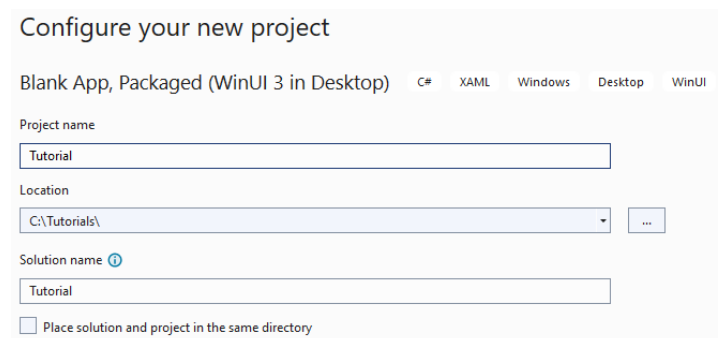 Configure your new project
Blank App, Packaged (WinUI 3 in Desktop) C# XAML Windows Desktop WinUI
Project name
Tutorial
Location
C:\Tutorials\
...
Solution name
Tutorial
Place solution and project in the same directory